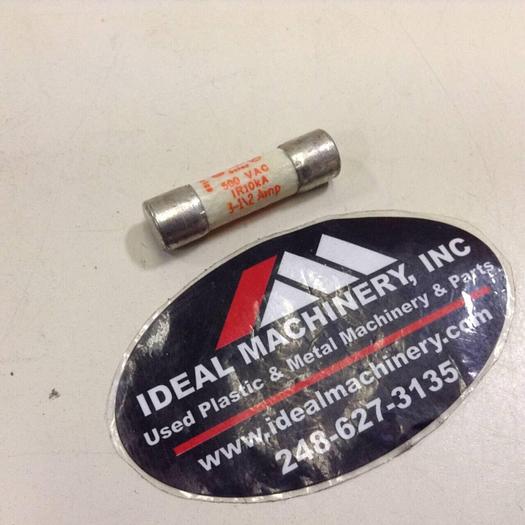 500 VAC
IR10kA
3-1\2 Amp
IDEAL MACHINERY, INC
Used Plastic & Metal Machinery & Parts
www.idealmachinery.com
248-627-3135